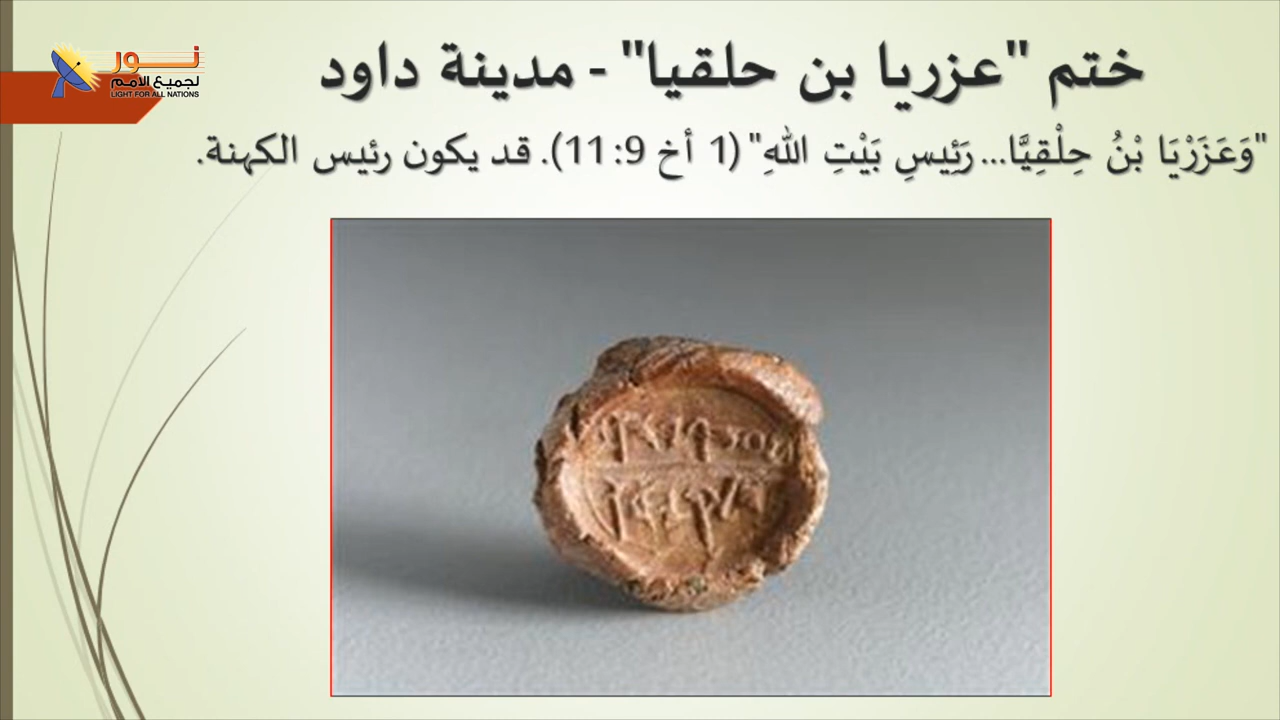 نور
لجميع الأمم
LIGHT FOR ALL NATIONS
ختم "عزريا بن حلقيا" - مدينة داود
"وَعَزَرْيَا بْنُ حِلْقِيَّا... رَئِيسِ بَيْتِ اللهِ" (1 أخ 9: 11). قد يكون رئيس الكهنة.